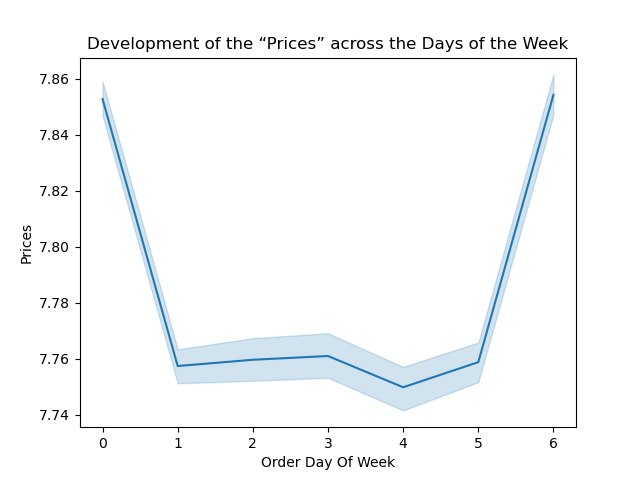 Development of the “Prices” across the Days of the Week
7.86
7.84
7.82
7.80
7.78
7.76
7.74
Prices
0 1 2 3 4 5 6
Order Day Of Week